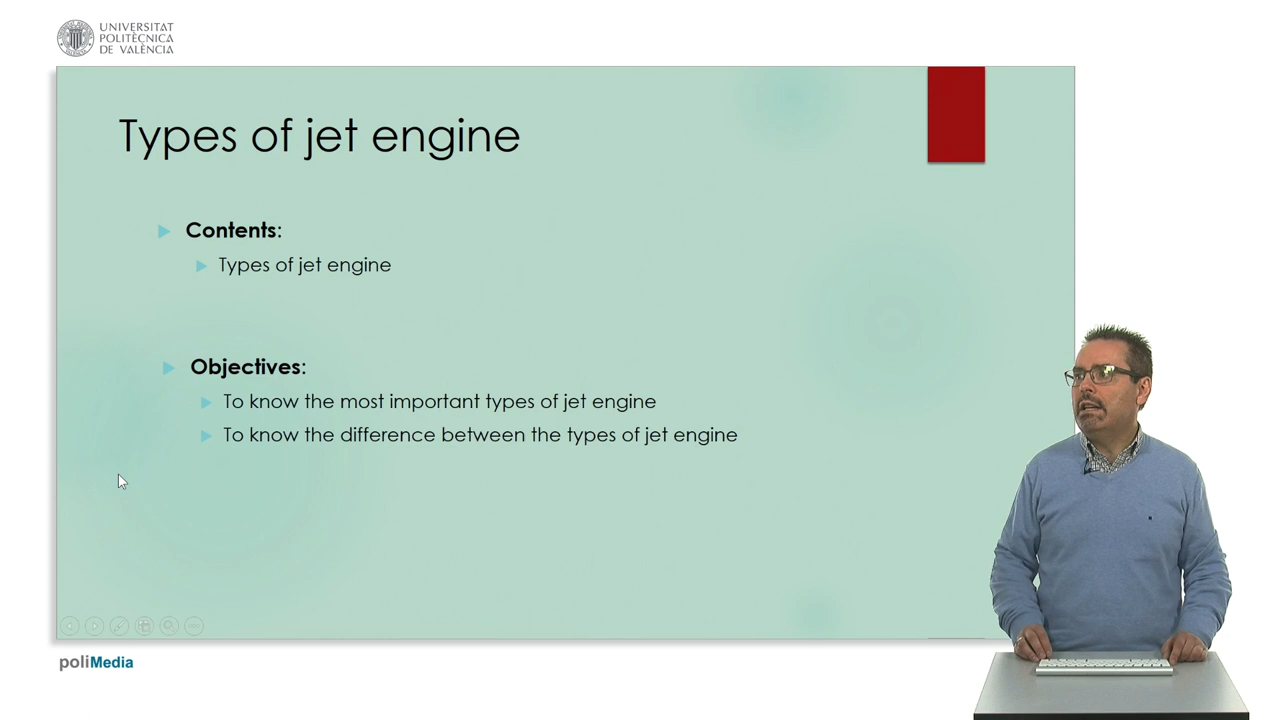 UNIVERSITAT
POLITÈCNICA
DE VALÈNCIA
Types of jet engine
Contents:
Types of jet engine
Objectives:
To know the most important types of jet engine
To know the difference between the types of jet engine
poliMedia